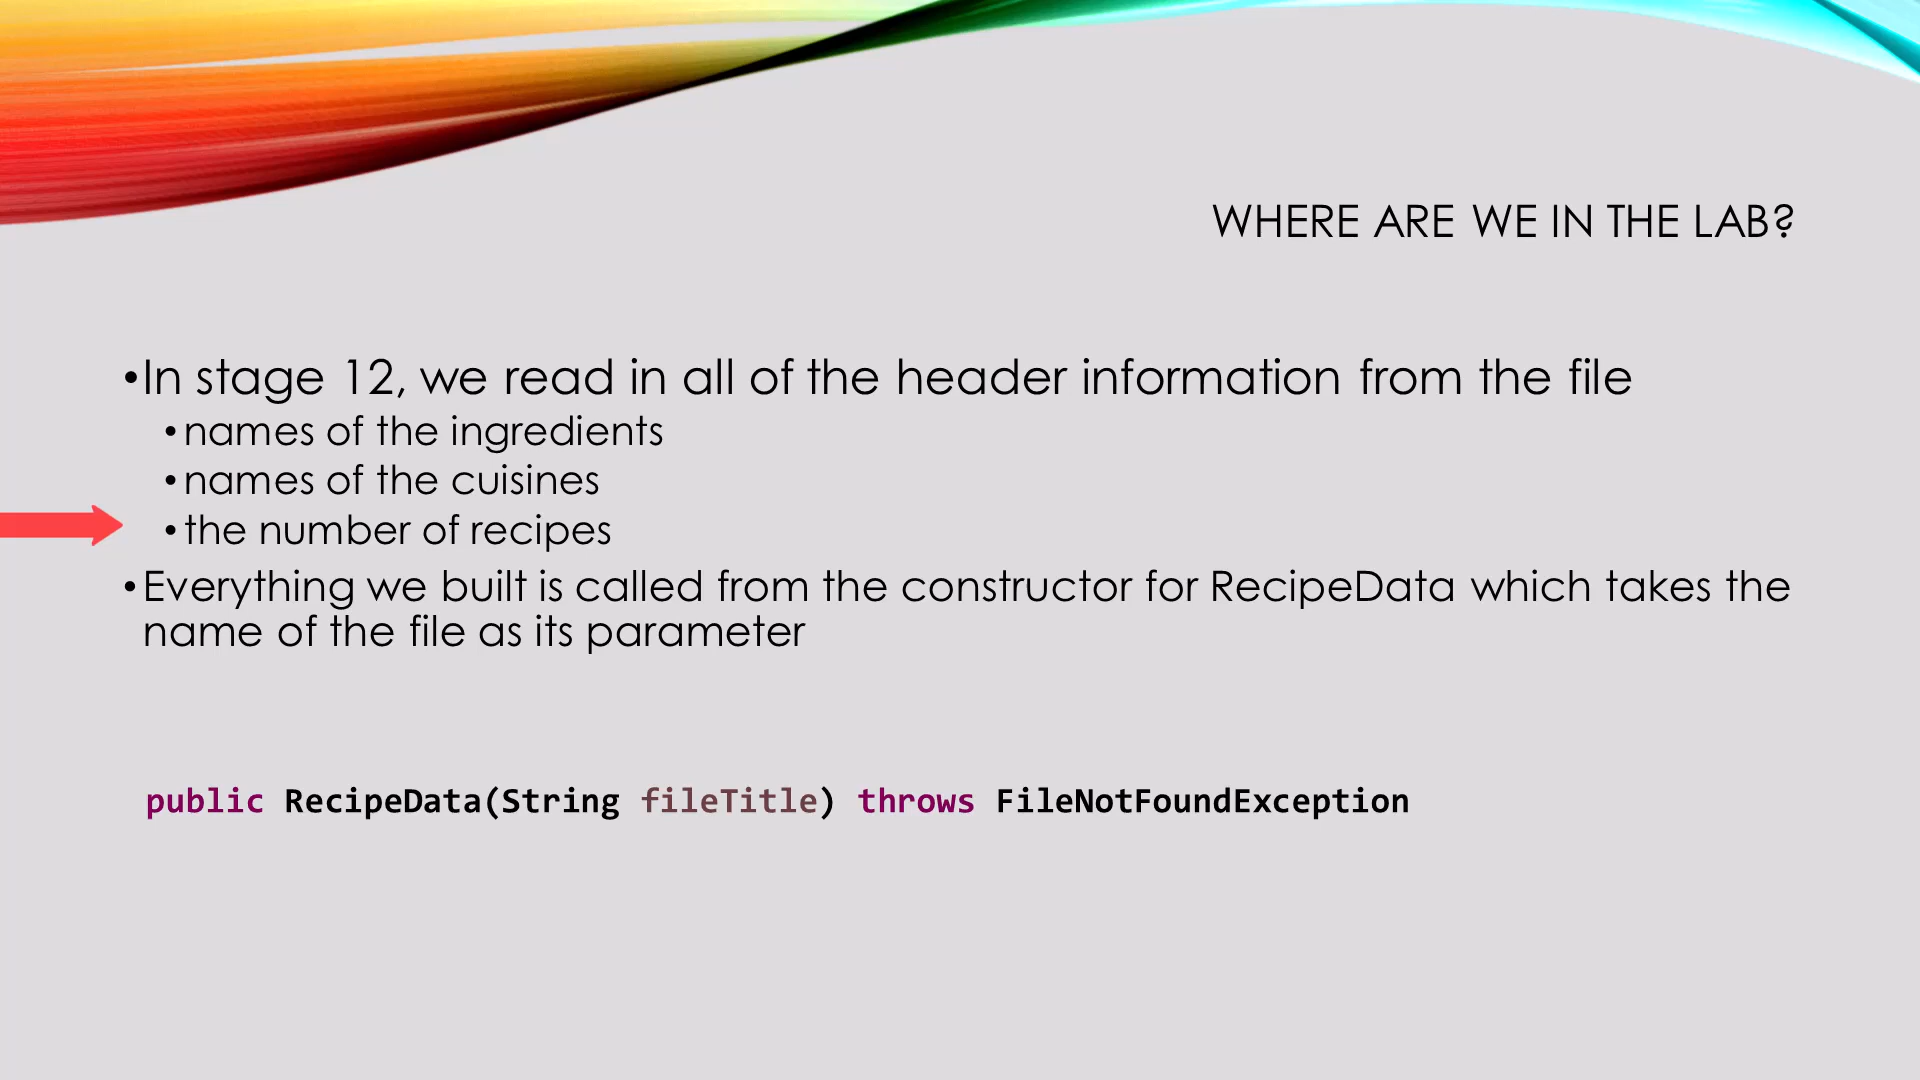 WHERE ARE WE IN THE LAB?
•In stage 12, we read in all of the header information from the file
•names of the ingredients
•names of the cuisines
•the number of recipes
•Everything we built is called from the constructor for RecipeData which takes the
name of the file as its parameter
public RecipeData(String fileTitle) throws FileNotFoundException